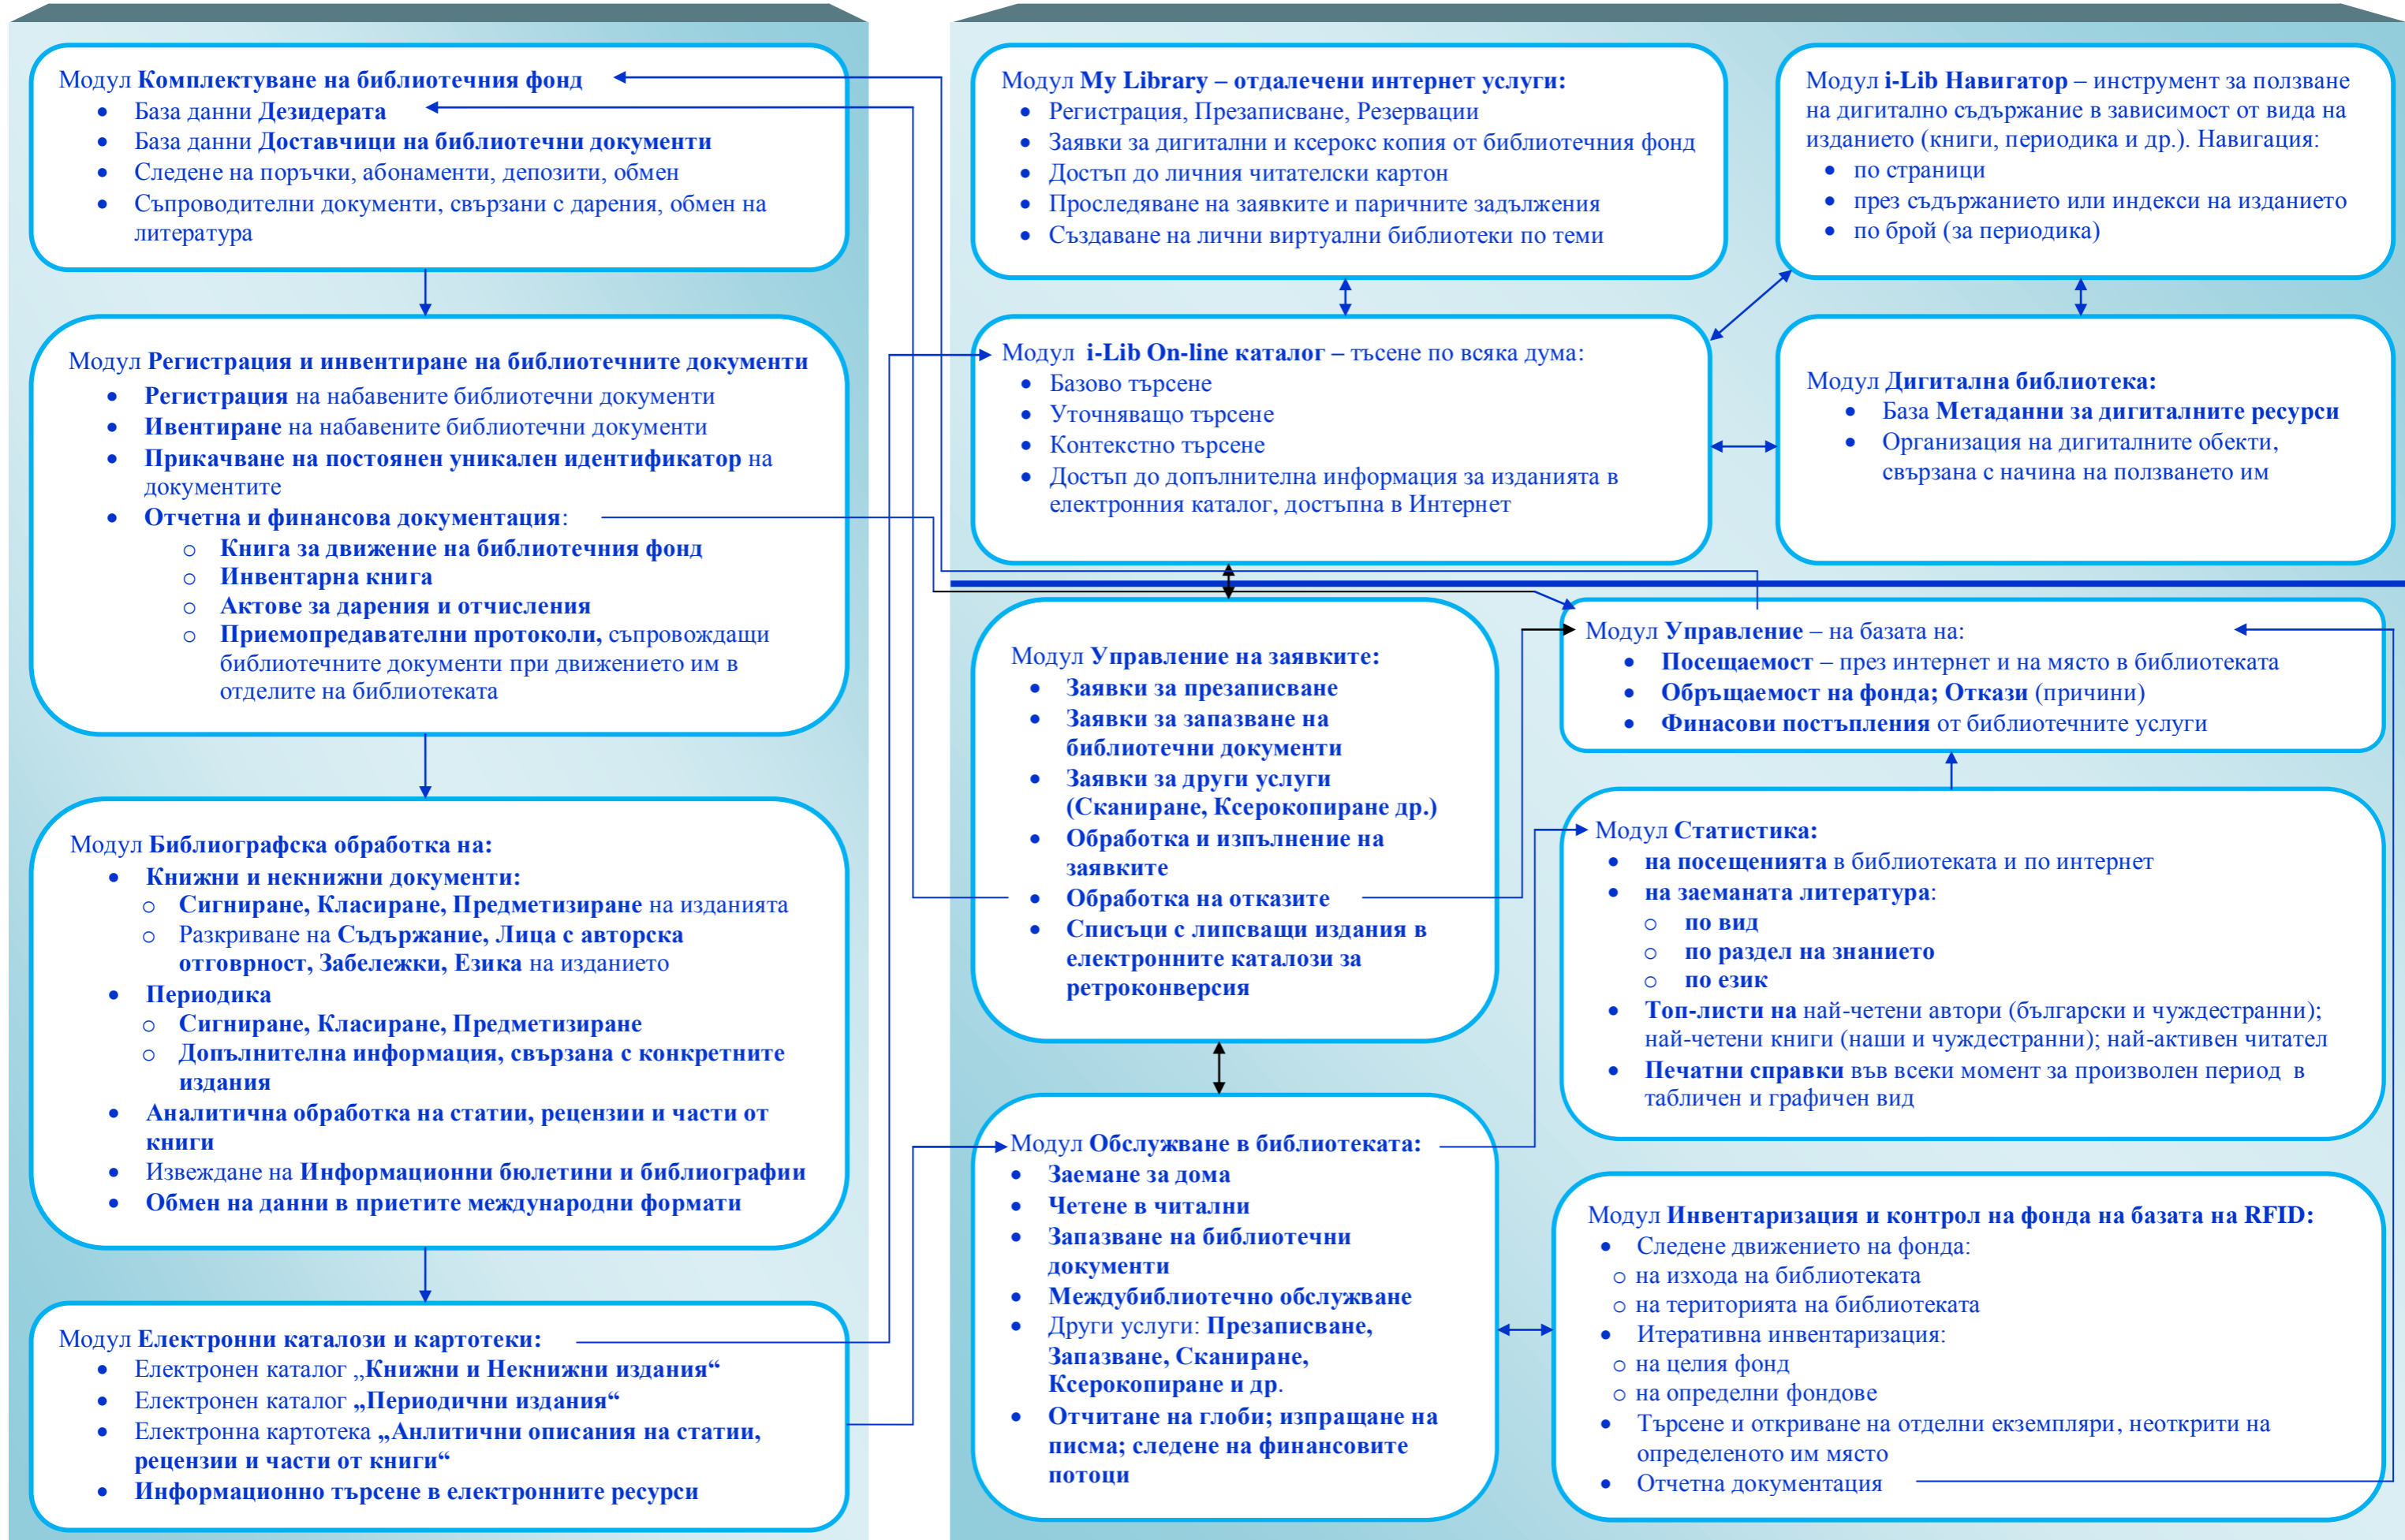 Модул Комплектуване на библиотечния фонд
• База данни Дезидерата
• База данни Доставчици на библиотечни документи
• Следене на поръчки, абонаменти, депозити, обмен
• Съпроводителни документи, свързани с дарения, обмен на
литература
Модул Регистрация и инвентиране на библиотечните документи
• Регистрация на набавените библиотечни документи
• Ивентиране на набавените библиотечни документи
• Прикачване на постоянен уникален идентификатор на
документите
• Отчетна и финансова документация:
o Книга за движение на библиотечния фонд
o Инвентарна книга
o Актове за дарения и отчисления
o Приемопредавателни протоколи, съпровождащи
библиотечните документи при движението им в
отделите на библиотеката
Модул Библиографска обработка на:
• Книжни и некнижни документи:
o Сигниране, Класиране, Предметизиране на изданията
o Разкриване на Съдържание, Лица с авторска
отговрност, Забележки, Езика на изданието
• Периодика
o Сигниране, Класиране, Предметизиране
o Допълнителна информация, свързана с конкретните
издания
• Аналитична обработка на статии, рецензии и части от
книги
• Извеждане на Информационни бюлетини и библиографии
• Обмен на данни в приетите международни формати
Модул Електронни каталози и картотеки:
• Електронен каталог „Книжни и Некнижни издания“
• Електронен каталог „Периодични издания“
• Електронна картотека „Анлитични описания на статии,
рецензии и части от книги“
• Информационно търсене в електронните ресурси
Модул My Library – отдалечени интернет услуги:
• Регистрация, Презаписване, Резервации
• Заявки за дигитални и ксерокс копия от библиотечния фонд
• Достъп до личния читателски картон
• Проследяване на заявките и паричните задължения
• Създаване на лични виртуални библиотеки по теми
Модул i-Lib Навигатор – инструмент за ползване
на дигитално съдържание в зависимост от вида на
изданието (книги, периодика и др.). Навигация:
• по страници
• през съдържанието или индекси на изданието
• по брой (за периодика)
Модул i-Lib On-line каталог – тъсене по всяка дума:
• Базово търсене
• Уточняващо търсене
• Контекстно търсене
• Достъп до допълнителна информация за изданията в
електронния каталог, достъпна в Интернет
Модул Дигитална библиотека:
• База Метаданни за дигиталните ресурси
• Организация на дигиталните обекти,
свързана с начина на ползването им
Модул Управление на заявките:
• Заявки за презаписване
• Заявки за запазване на
библиотечни документи
• Заявки за други услуги
(Сканиране, Ксерокопиране др.)
• Обработка и изпълнение на
заявките
• Обработка на отказите
• Списъци с липсващи издания в
електронните каталози за
ретроконверсия
Модул Управление – на базата на:
• Посещаемост – през интернет и на място в библиотеката
• Обръщаемост на фонда; Откази (причини)
• Финасови постъпления от библиотечните услуги
Модул Статистика:
• на посещенията в библиотеката и по интернет
• на заеманата литература:
o по вид
o по раздел на знанието
o по език
• Топ-листи на най-четени автори (български и чуждестранни);
най-четени книги (наши и чуждестранни); най-активен читател
• Печатни справки във всеки момент за произволен период в
табличен и графичен вид
Модул Обслужване в библиотеката:
• Заемане за дома
• Четене в читални
• Запазване на библиотечни
документи
• Междубиблиотечно обслужване
• Други услуги: Презаписване,
Запазване, Сканиране,
Ксерокопиране и др.
• Отчитане на глоби; изпращане на
писма; следене на финансовите
потоци
Модул Инвентаризация и контрол на фонда на базата на RFID:
• Следене движението на фонда:
o на изхода на библиотеката
o на територията на библиотеката
• Итеративна инвентаризация:
o на целия фонд
o на определни фондове
• Търсене и откриване на отделни екземпляри, неоткрити на
определеното им място
• Отчетна документация